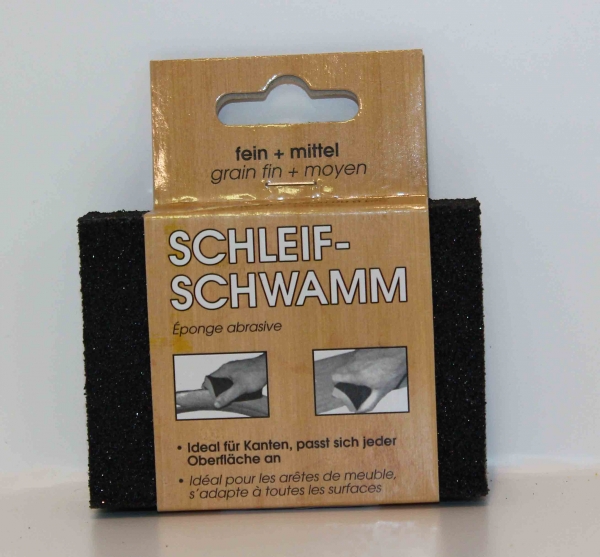 fein + mittel
grain fin + moyen
SCHLEIF-
SCHWAMM
Éponge abrasive
• Ideal für Kanten, passt sich jeder
Oberfläche an
• Idéal pour les arêtes de meuble,
s'adapte à toutes les surfaces